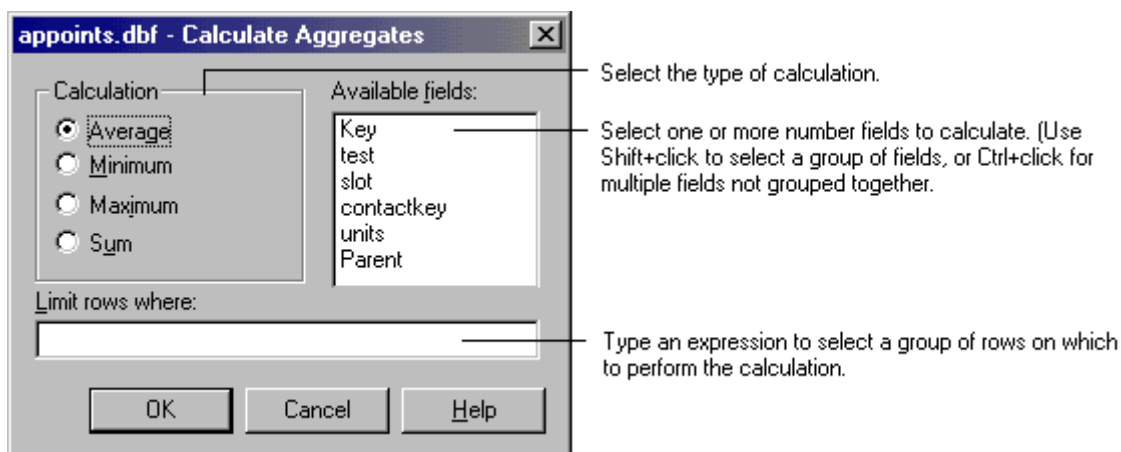 appoints.dbf - Calculate Aggregates
Calculation
Average
Minimum
Maximum
Sum
Available fields:
Key
test
slot
contactkey
units
Parent
Limit rows where:
OK
Cancel
Help
Select the type of calculation.
Select one or more number fields to calculate. (Use
Shift+click to select a group of fields, or Ctrl+click for
multiple fields not grouped together.
Type an expression to select a group of rows on which
to perform the calculation.